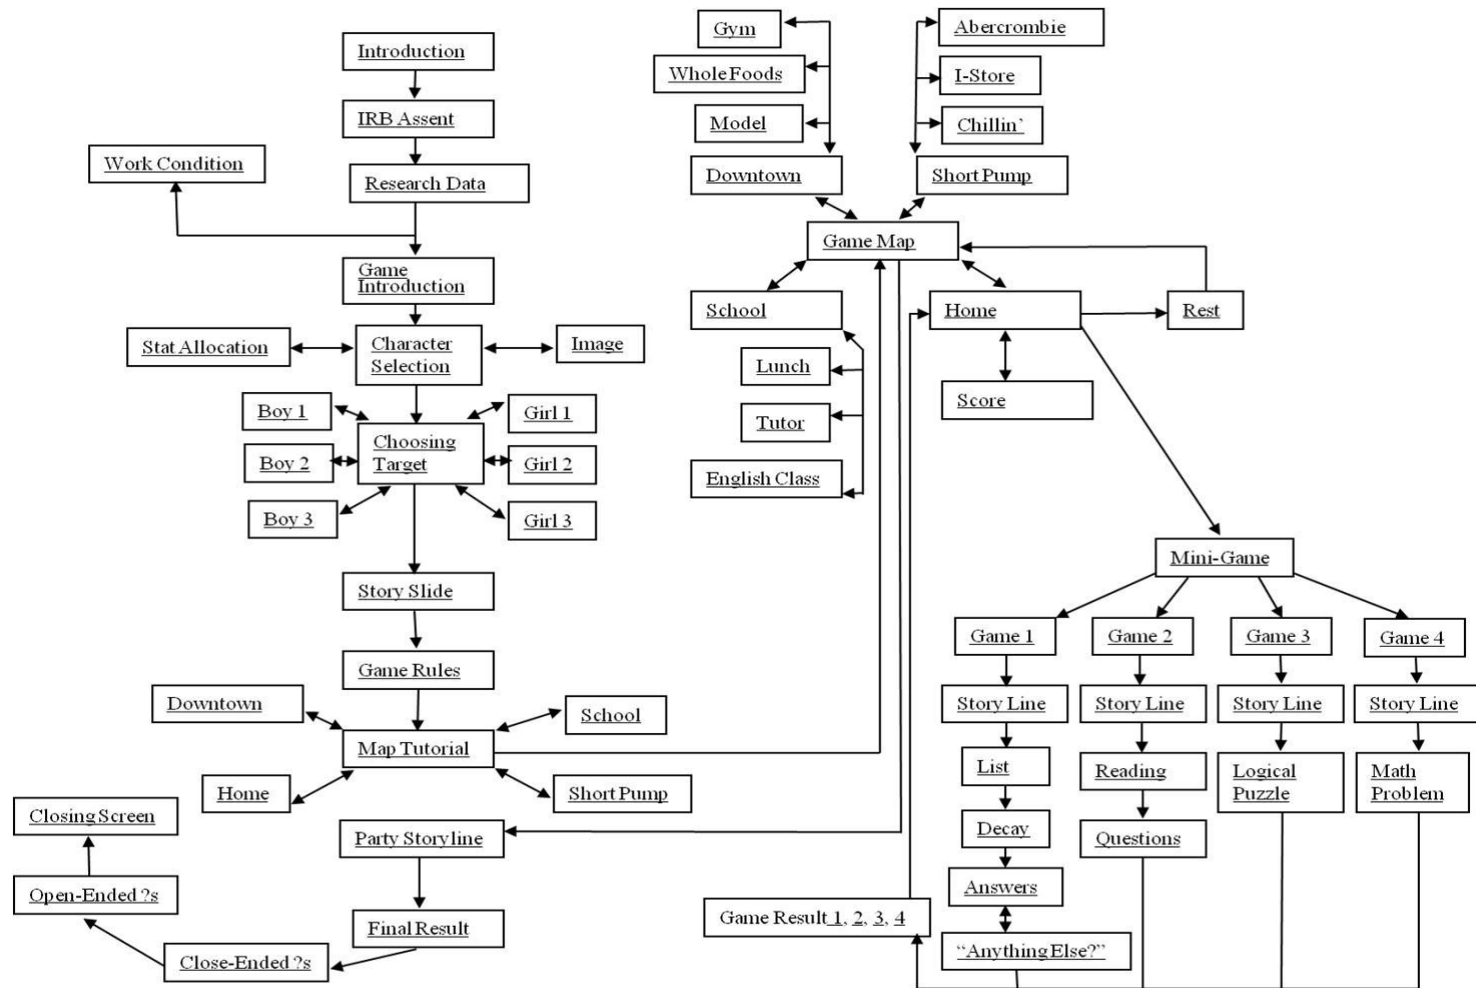 Introduction
IRB Assent
Work Condition
Research Data
Game
Introduction
Stat Allocation
Character
Selection
Image
Boy 1
Girl 1
Choosing
Target
Boy 2
Girl 2
Boy 3
Girl 3
Story Slide
Game Rules
Downtown
School
Map Tutorial
Home
Short Pump
Closing Screen
Party Storyline
Open-Ended ?s
Final Result
Close-Ended ?s
Gym
Abercrombie
Whole Foods
I-Store
Model
Chillin’
Downtown
Short Pump
Game Map
School
Home
Rest
Lunch
Score
Tutor
English Class
Mini-Game
Game 1
Game 2
Game 3
Game 4
Story Line
Story Line
Story Line
Story Line
List
Reading
Logical
Puzzle
Math
Problem
Decay
Questions
Answers
Game Result 1, 2, 3, 4
“Anything Else?”